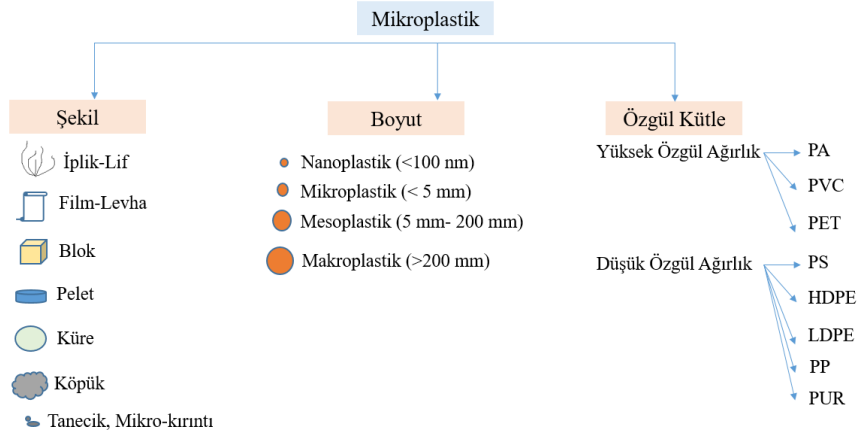 Mikroplastik
Şekil
İplik-Lif
Film-Levha
Blok
Pelet
Küre
Köpük
Tanecik, Mikro-kırıntı
Boyut
Nanoplastik (<100 nm)
Mikroplastik (< 5 mm)
Mesoplastik (5 mm- 200 mm)
Makroplastik (>200 mm)
Özgül Kütle
Yüksek Özgül Ağırlık
PA
PVC
PET
Düşük Özgül Ağırlık
PS
HDPE
LDPE
PP
PUR